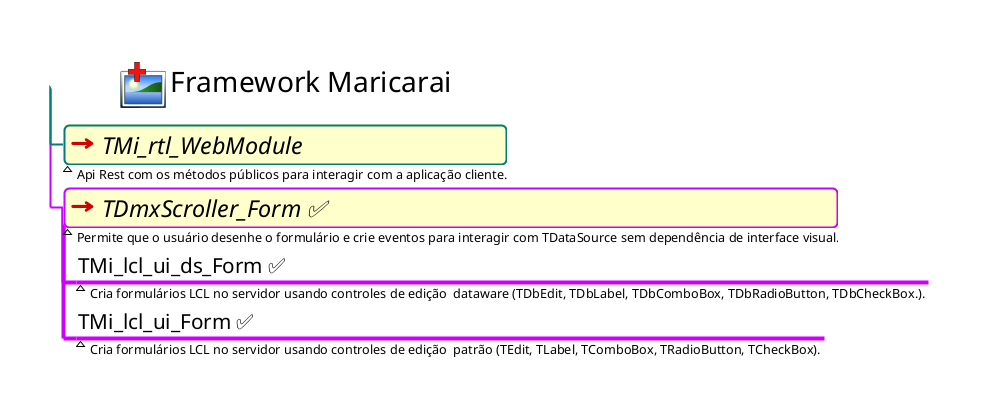 Framework Maricarai
→ TMi_rtl_WebModule
Api Rest com os métodos públicos para interagir com a aplicação cliente.
→ TDmxScroller_Form ✅
Permite que o usuário desenhe o formulário e crie eventos para interagir com TDataSource sem dependência de interface visual.
TMi_lcl_ui_ds_Form ✅
Cria formulários LCL no servidor usando controles de edição  dataware (TDbEdit, TDbLabel, TDbComboBox, TDbRadioButton, TDbCheckBox.).
TMi_lcl_ui_Form ✅
Cria formulários LCL no servidor usando controles de edição  patrão (TEdit, TLabel, TComboBox, TRadioButton, TCheckBox).